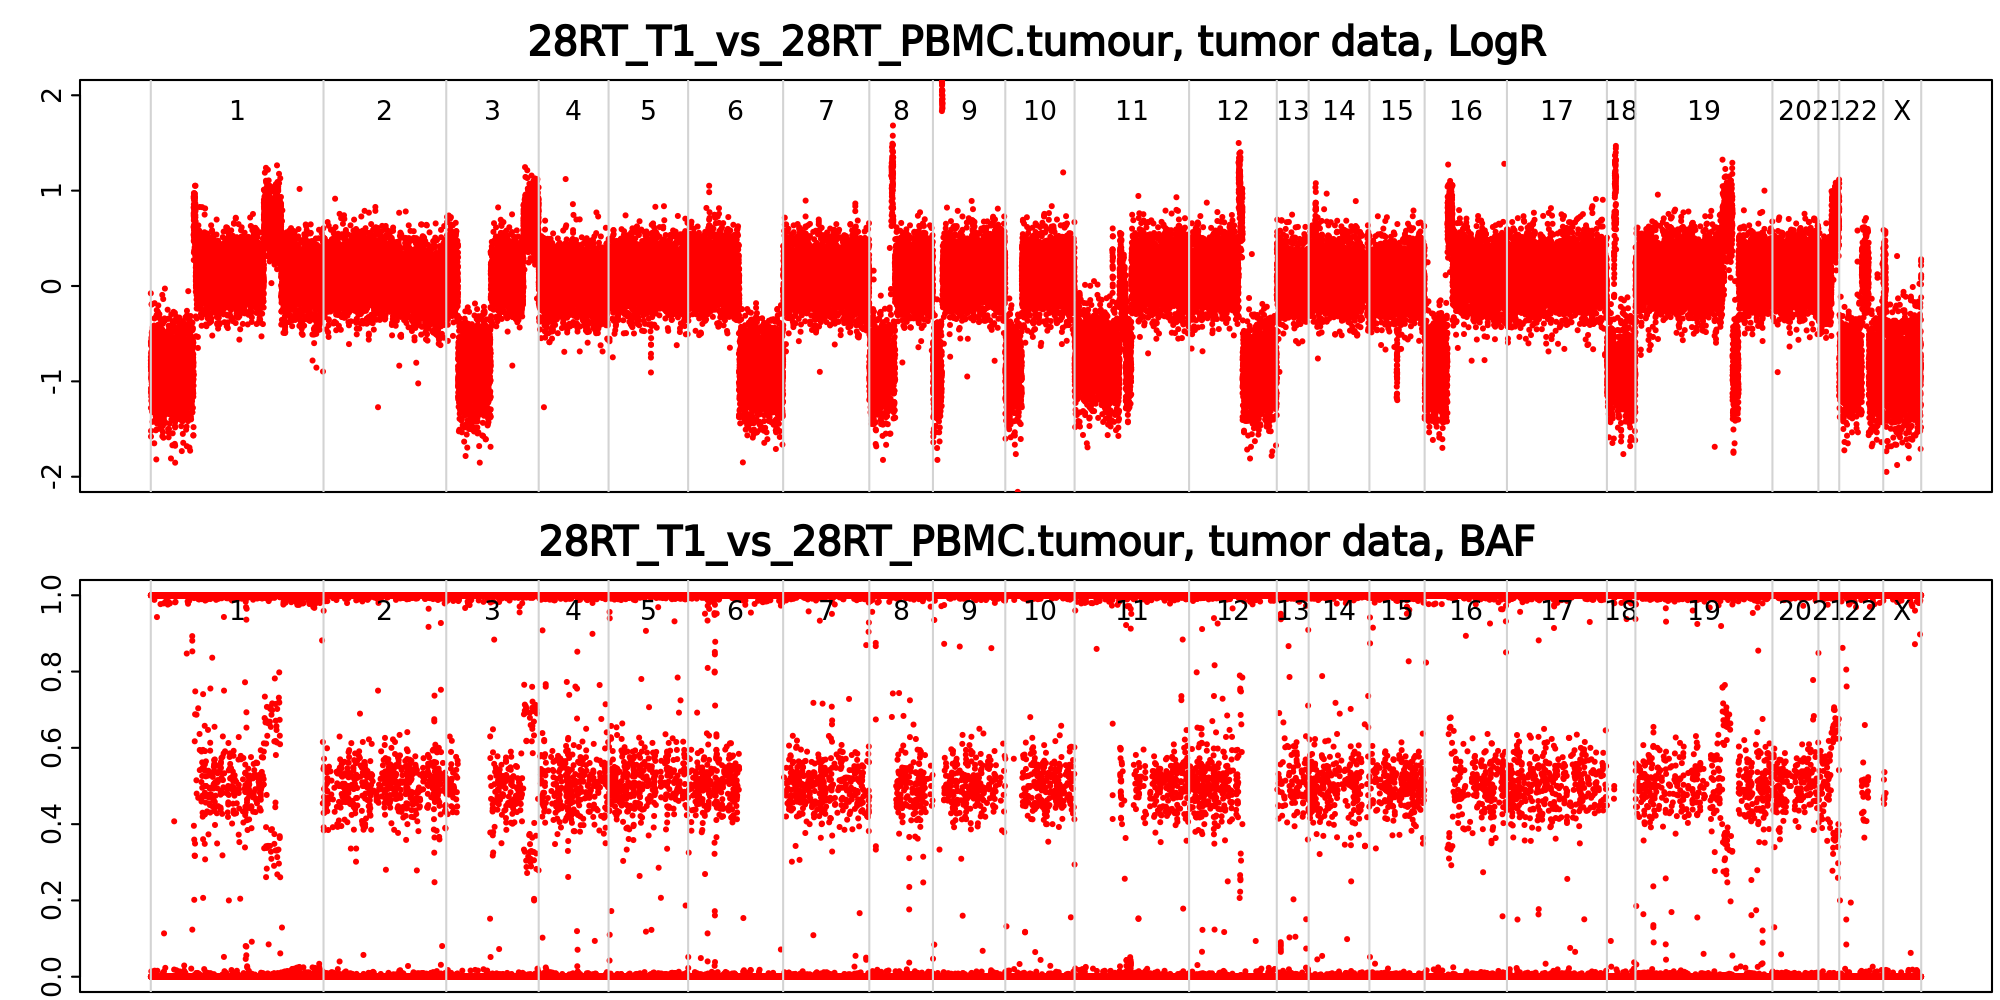 28RT_T1_vs_28RT_PBMC.tumour, tumor data, LogR
2
1
0
-1
-2
1 2 3 4 5 6 7 8 9 10 11 12 13 14 15 16 17 18 19 20 21 22 X
28RT_T1_vs_28RT_PBMC.tumour, tumor data, BAF
1.0
0.8
0.6
0.4
0.2
0.0
1 2 3 4 5 6 7 8 9 10 11 12 13 14 15 16 17 18 19 20 21 22 X